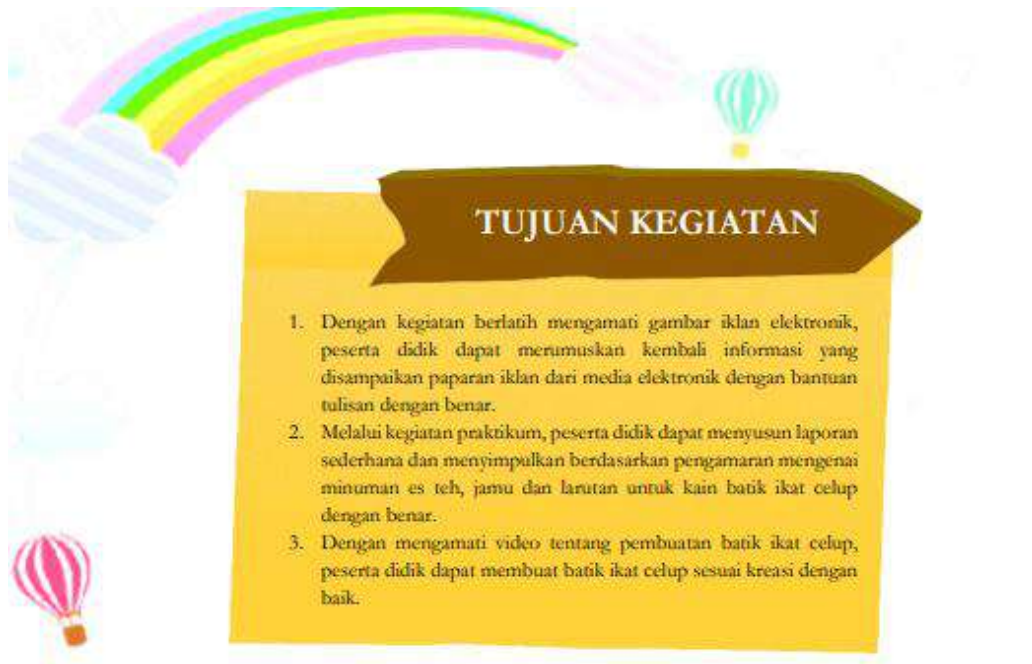 TUJUAN KEGIATAN
1. Dengan kegiatan berlatih mengamati gambar iklan elektronik,
peserta didik dapat merumuskan kembali informasi yang
disampaikan paparan iklan dari media elektronik dengan bantuan
tulisan dengan benar.
2. Melalui kegiatan praktikum, peserta didik dapat menyusun laporan
sederhana dan menyimpulkan berdasarkan pengamaran mengenai
minuman es teh, jamu dan larutan untuk kain batik ikat celup
dengan benar.
3. Dengan mengamati video tentang pembuatan batik ikat celup,
peserta didik dapat membuat batik ikat celup sesuai kreasi dengan
baik.